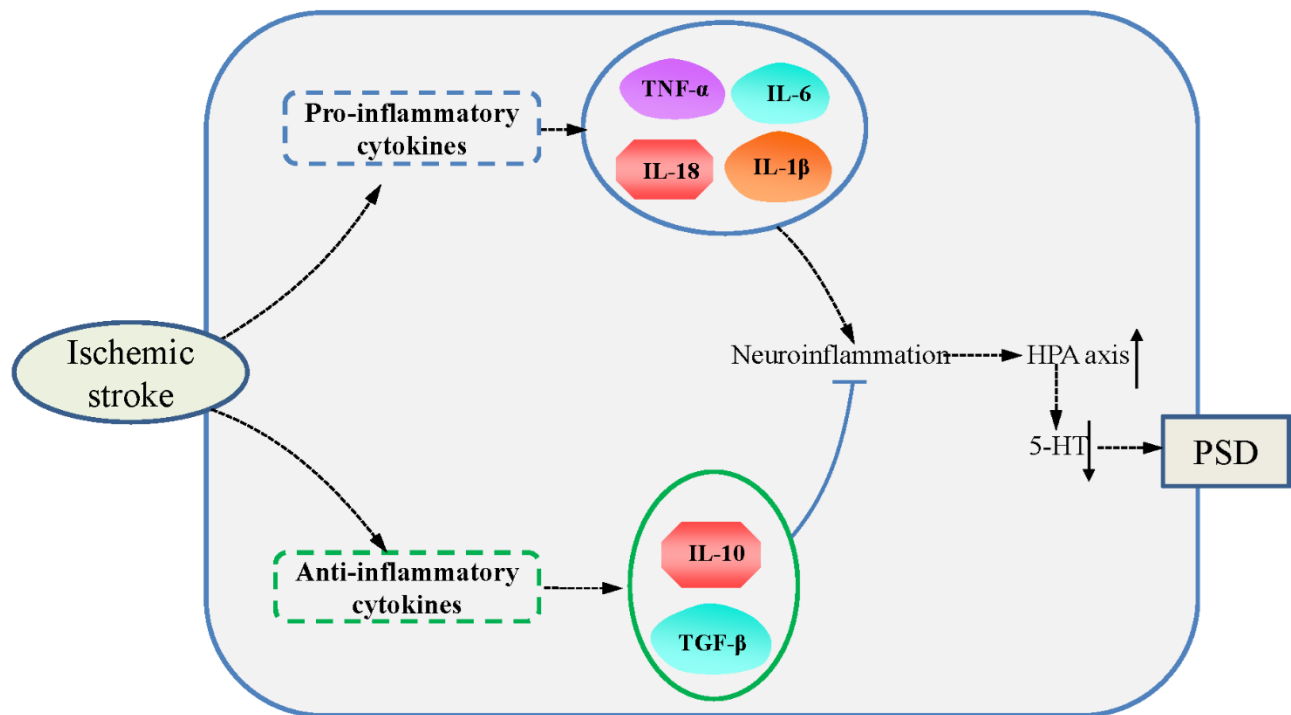 TNF-α
IL-6
Pro-inflammatory
cytokines
IL-18
IL-1β
Ischemic
stroke
Neuroinflammation
HPA axis
5-HT
PSD
Anti-inflammatory
cytokines
IL-10
TGF-β